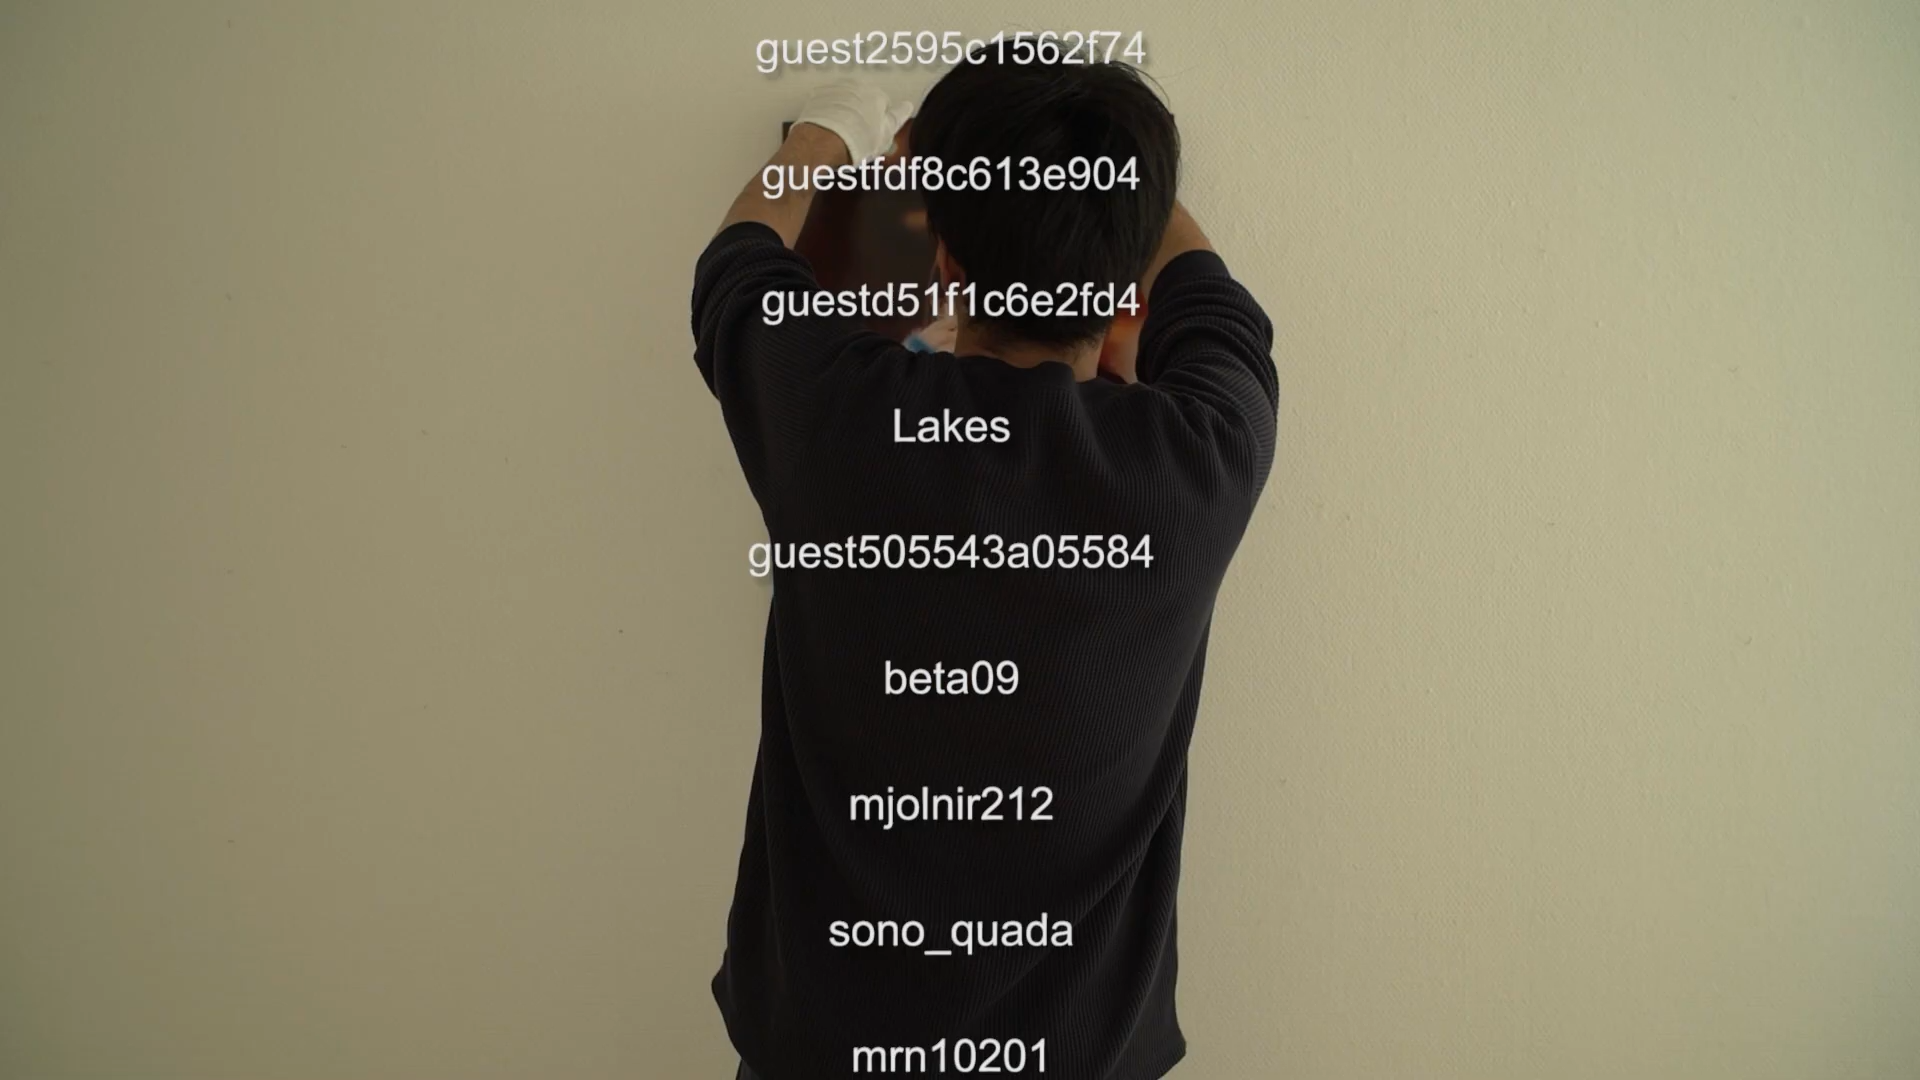 guest2595c1562f74
guestfdf8c613e904
guestd51f1c6e2fd4
Lakes
guest505543a05584
beta09
mjolnir212
sono_quada
mrn10201